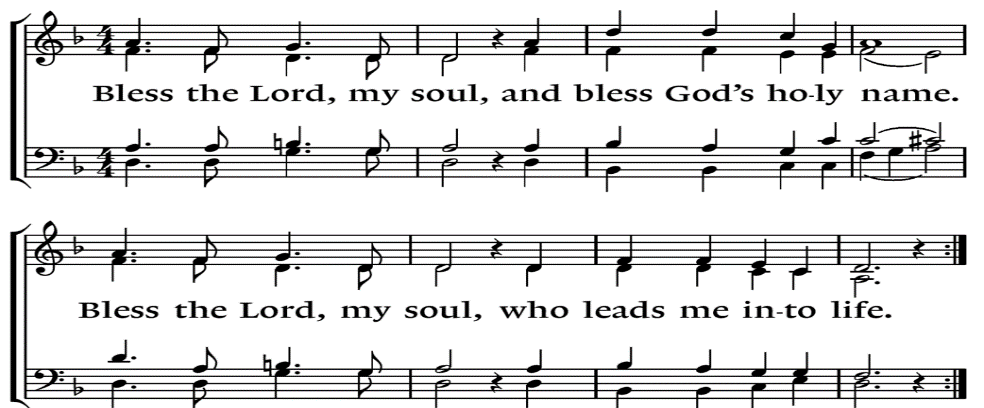 Bless the Lord, my soul, and bless God's ho-ly name.
Bless the Lord, my soul, who leads me in-to life.